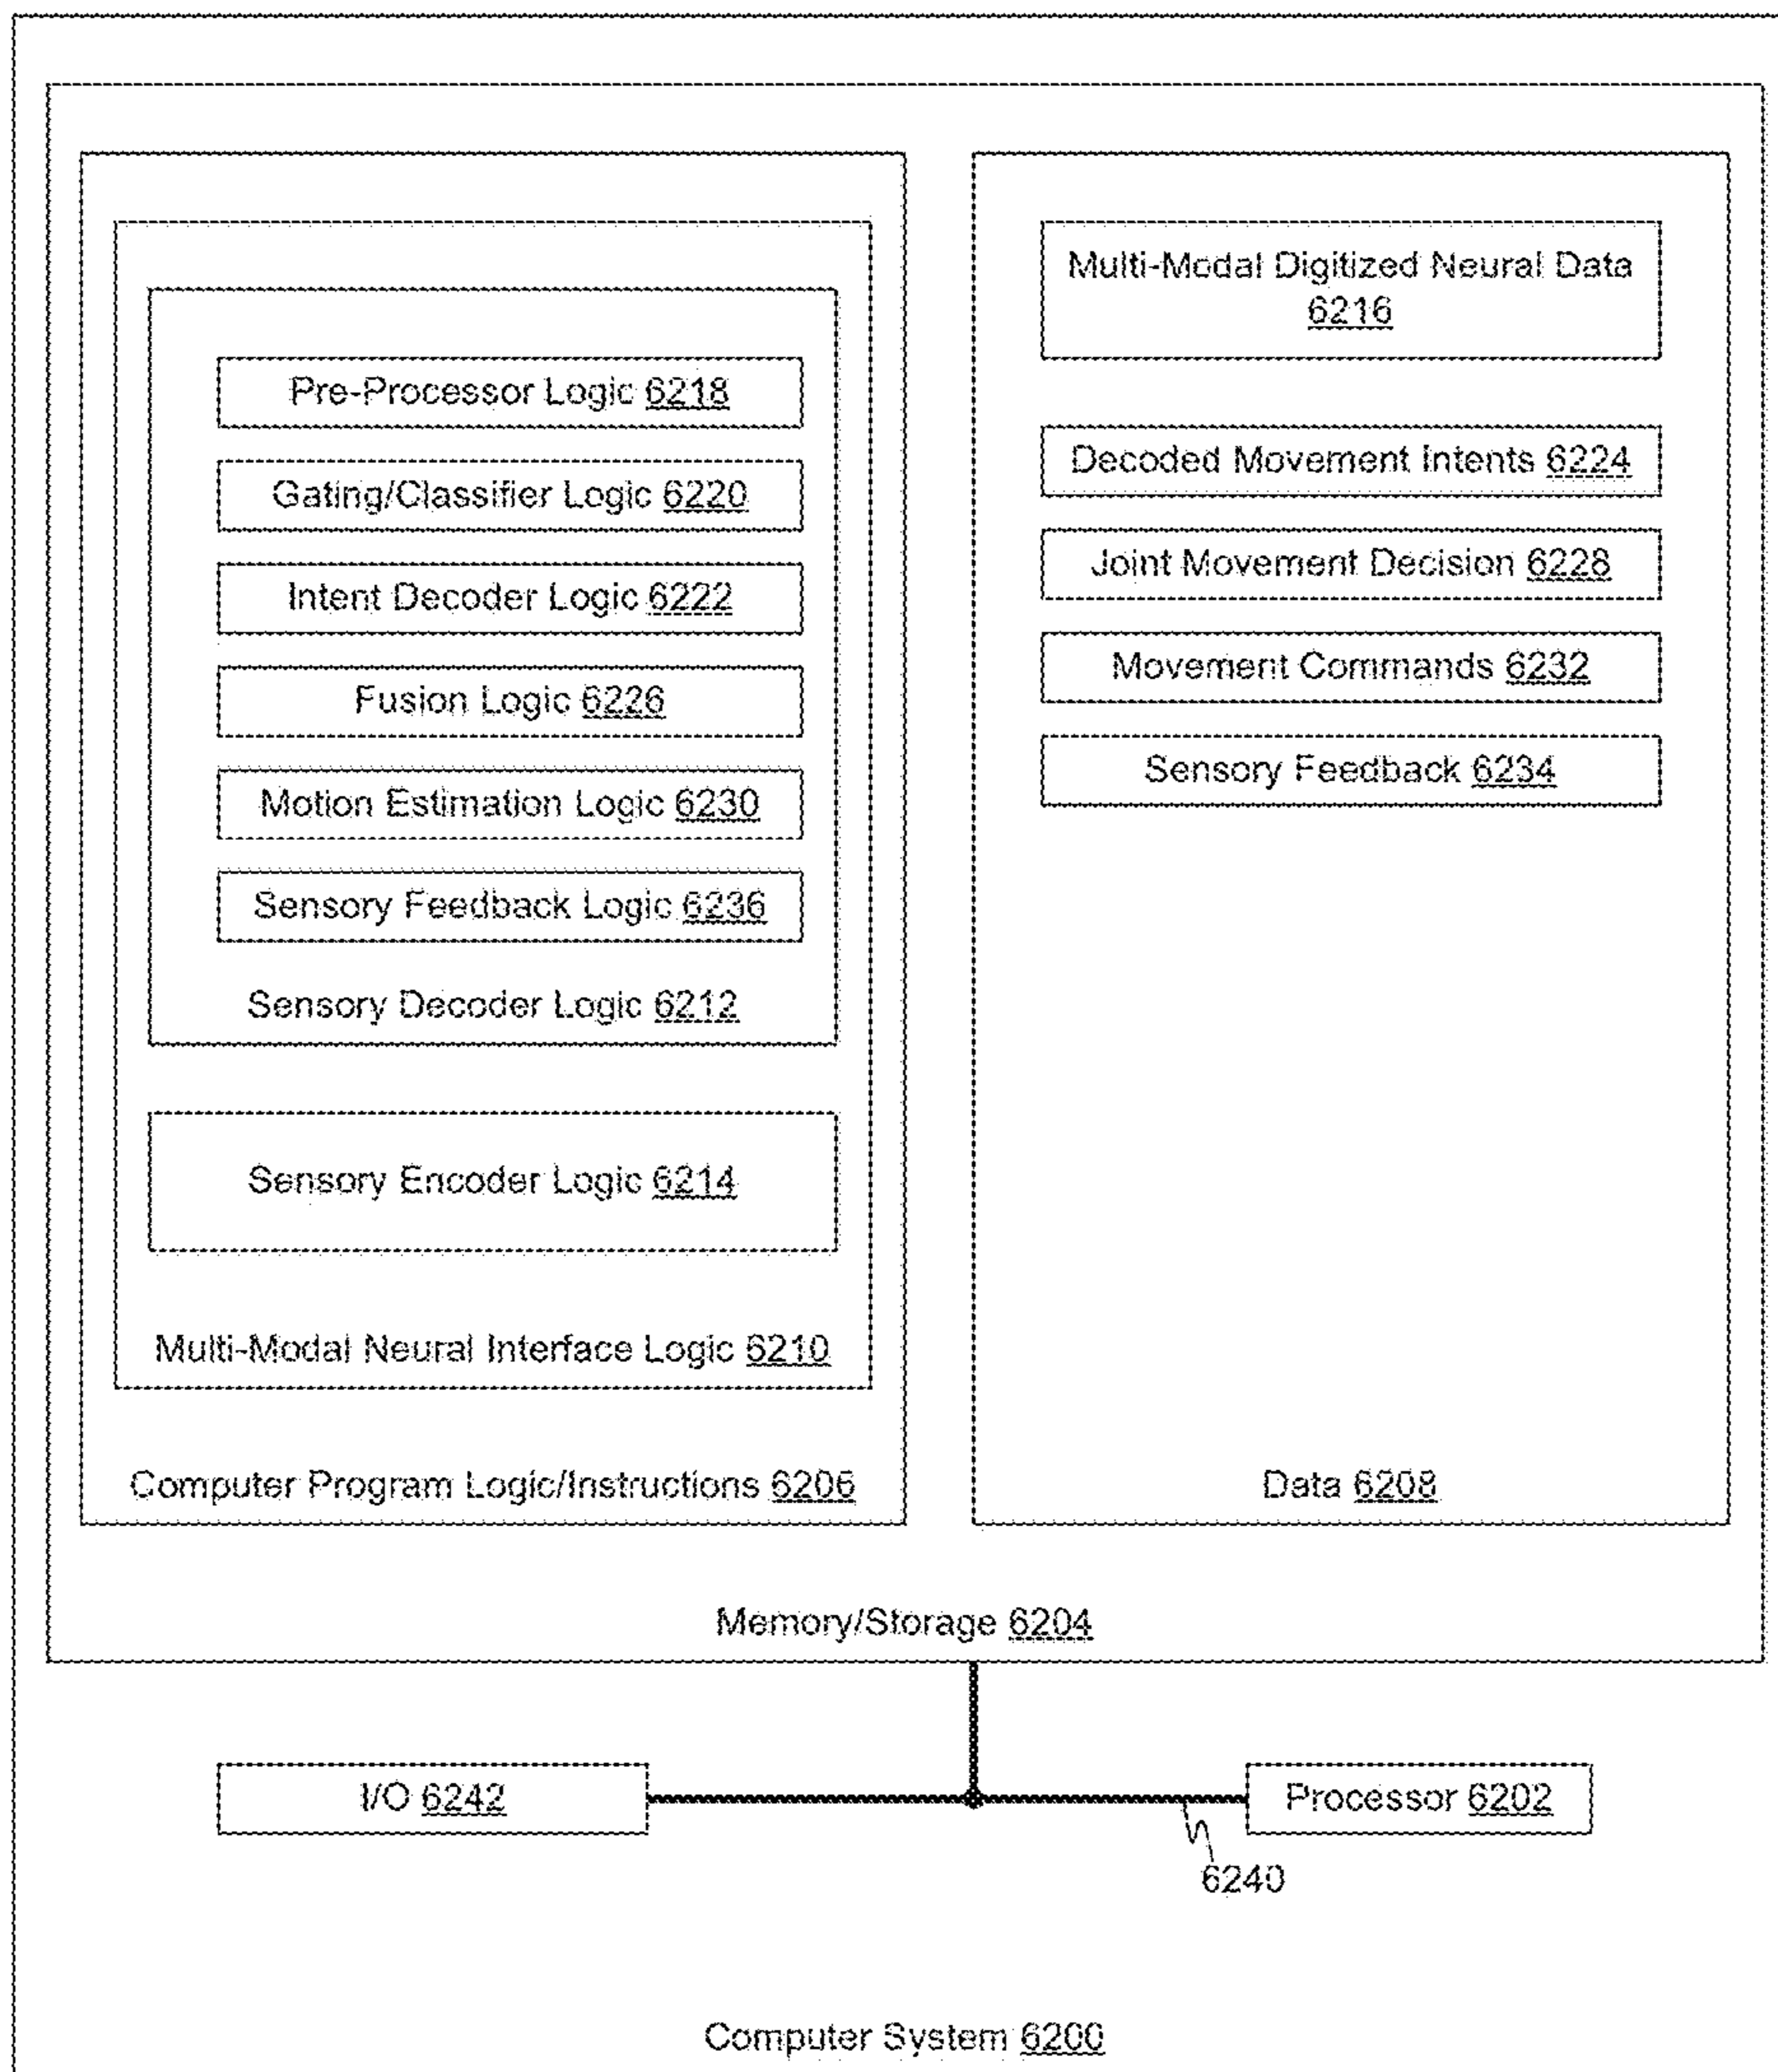 Pre-Processor Logic 6218
Gating/Classifier Logic 6220
Intent Decoder Logic 6222
Fusion Logic 6226
Motion Estimation Logic 6230
Sensory Feedback Logic 6236
Sensory Decoder Logic 6212
Sensory Encoder Logic 6214
Multi-Modal Neural Interface Logic 6210
Computer Program Logic/Instructions 6206
Multi-Modal Digitized Neural Data
6216
Decoded Movement Intents 6224
Joint Movement Decision 6228
Movement Commands 6232
Sensory Feedback 6234
Data 6208
Memory/Storage 6204
I/O 6242
Processor 6202
6240
Computer System 6200